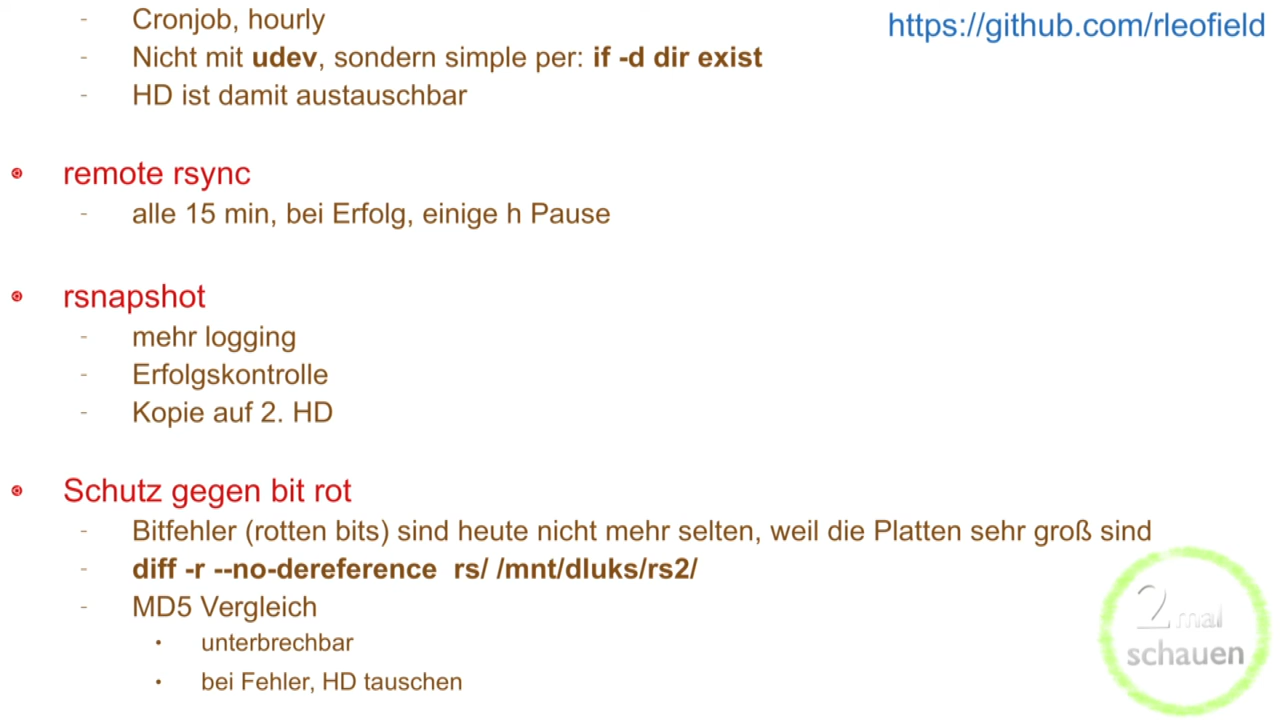 - Cronjob, hourly
https://github.com/rleofield
- Nicht mit udev, sondern simple per: if -d dir exist
- HD ist damit austauschbar
remote rsync
- alle 15 min, bei Erfolg, einige h Pause
rsnapshot
- mehr logging
- Erfolgskontrolle
- Kopie auf 2. HD
Schutz gegen bit rot
- Bitfehler (rotten bits) sind heute nicht mehr selten, weil die Platten sehr groß sind
- diff -r --no-dereference rs/ /mnt/dluks/rs2/
- MD5 Vergleich
• unterbrechbar
• bei Fehler, HD tauschen
2.mal
schauen